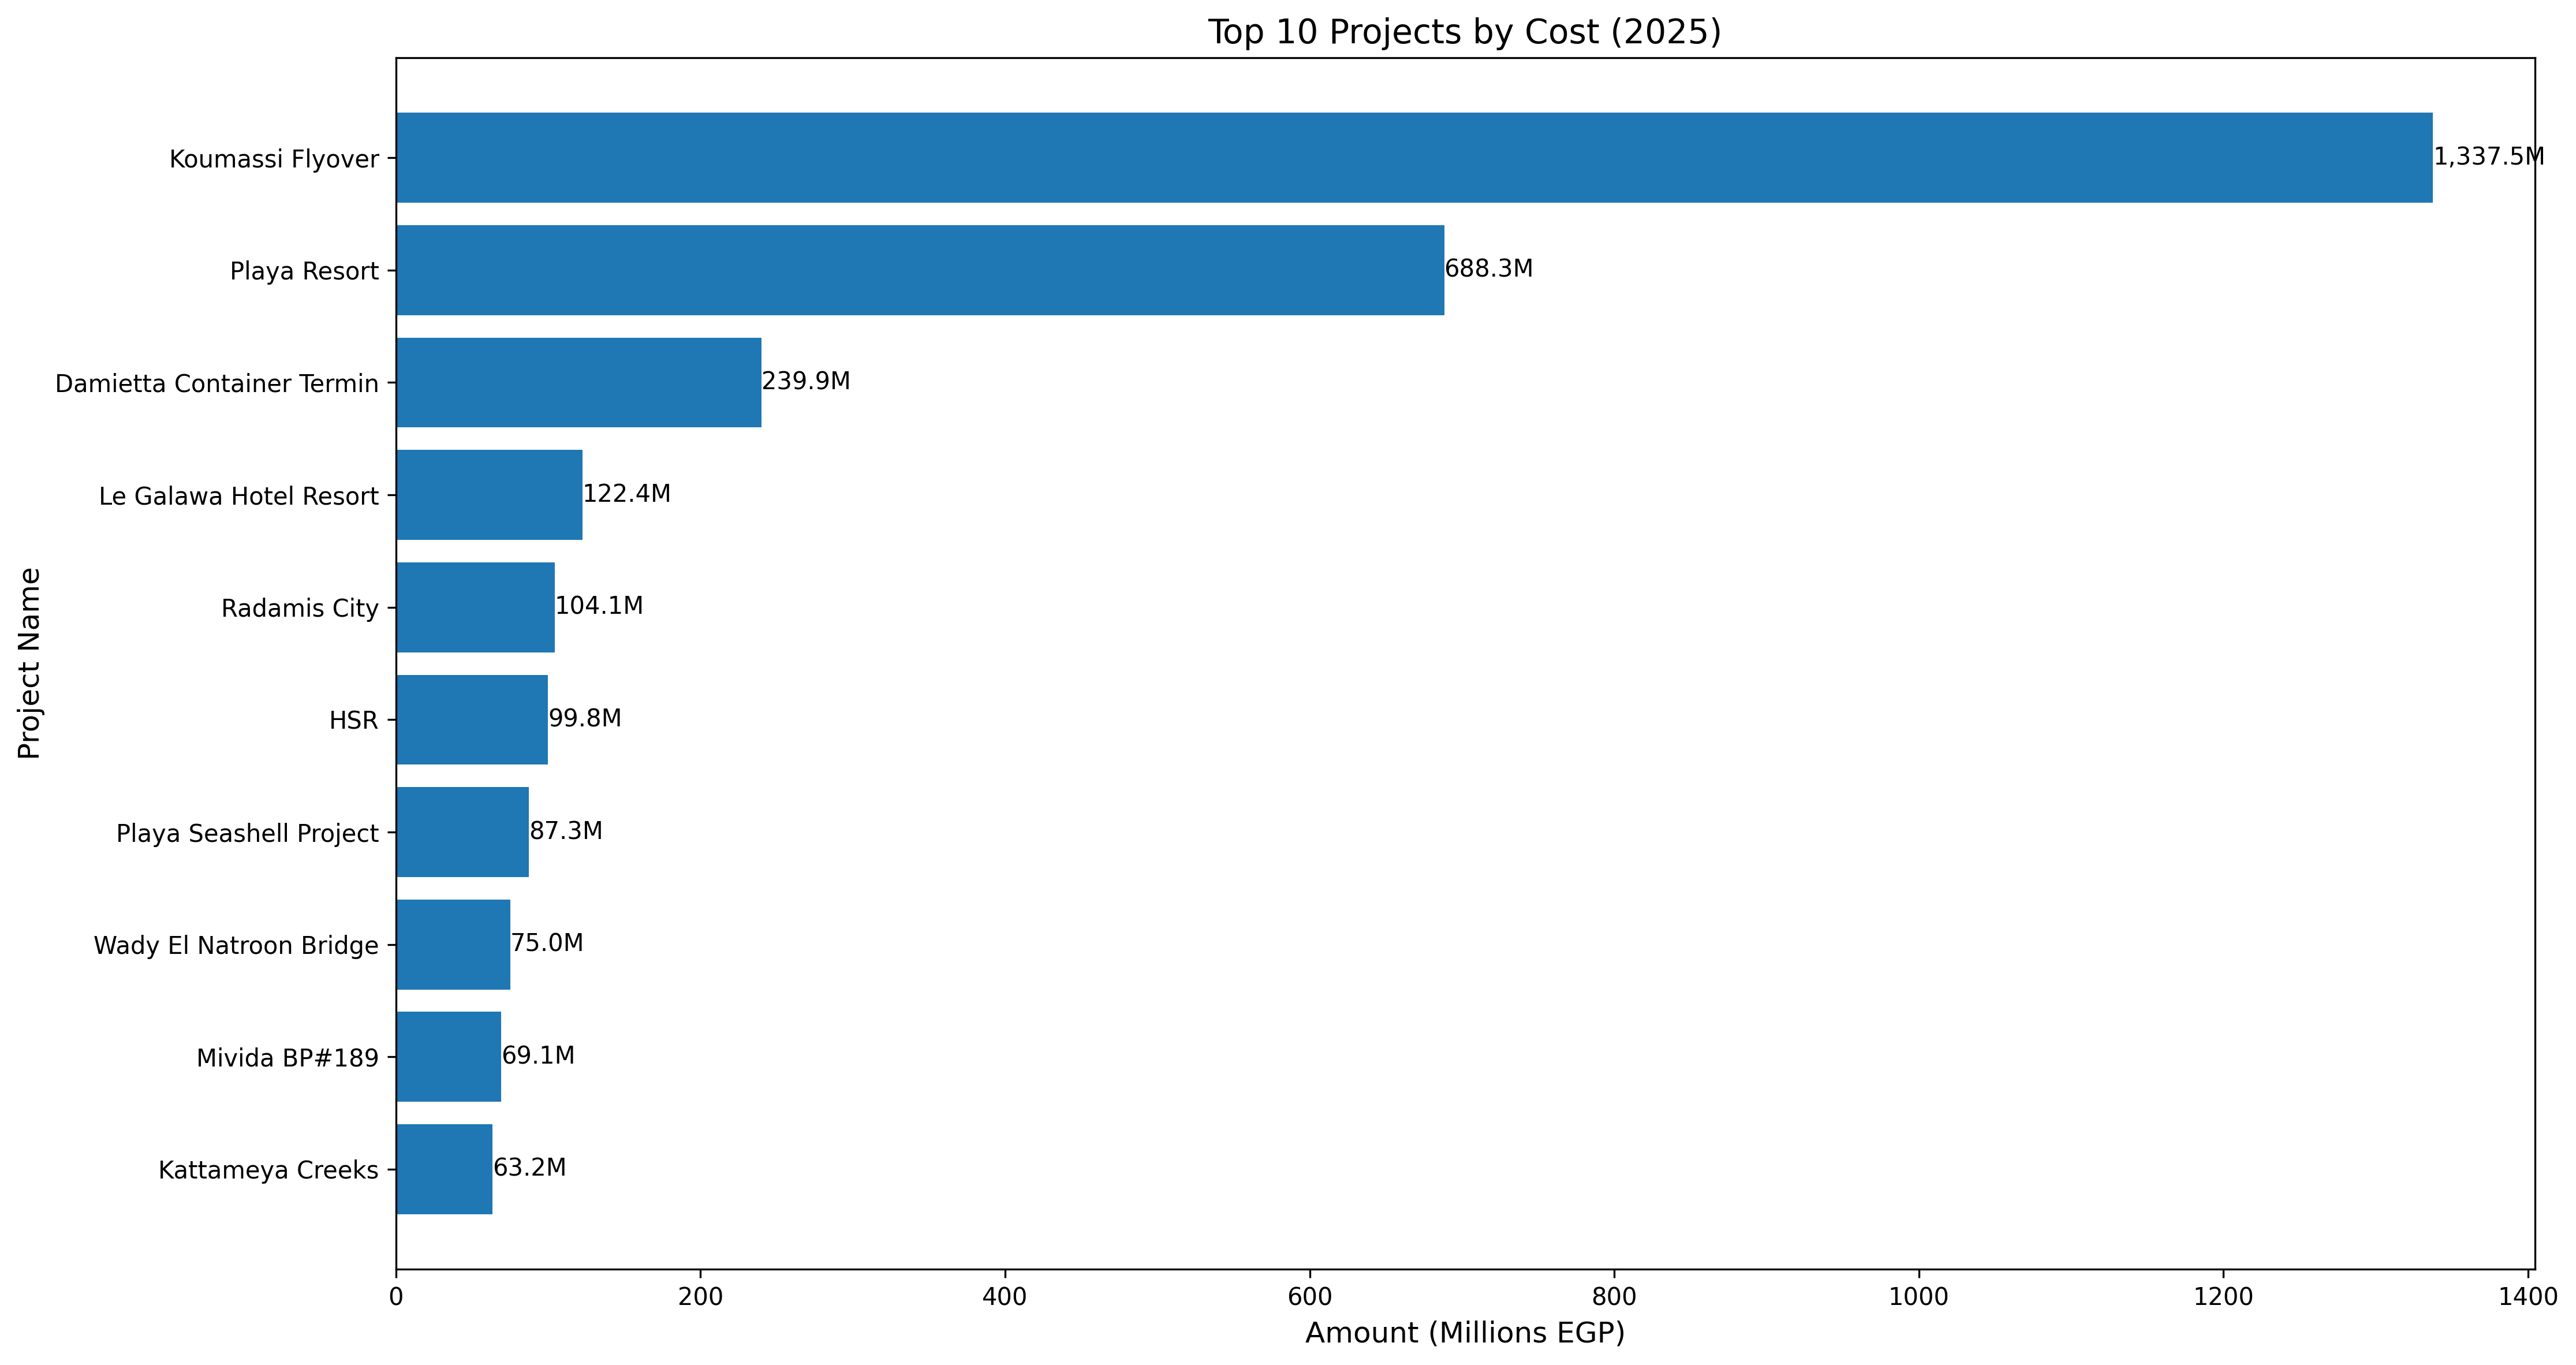 Top 10 Projects by Cost (2025)
Koumassi Flyover 1,337.5M
Playa Resort 688.3M
Damietta Container Termin 239.9M
Le Galawa Hotel Resort 122.4M
Radamis City 104.1M
HSR 99.8M
Playa Seashell Project 87.3M
Wady El Natroon Bridge 75.0M
Mivida BP#189 69.1M
Kattameya Creeks 63.2M
Project Name
0 200 400 600 800 1000 1200 1400
Amount (Millions EGP)